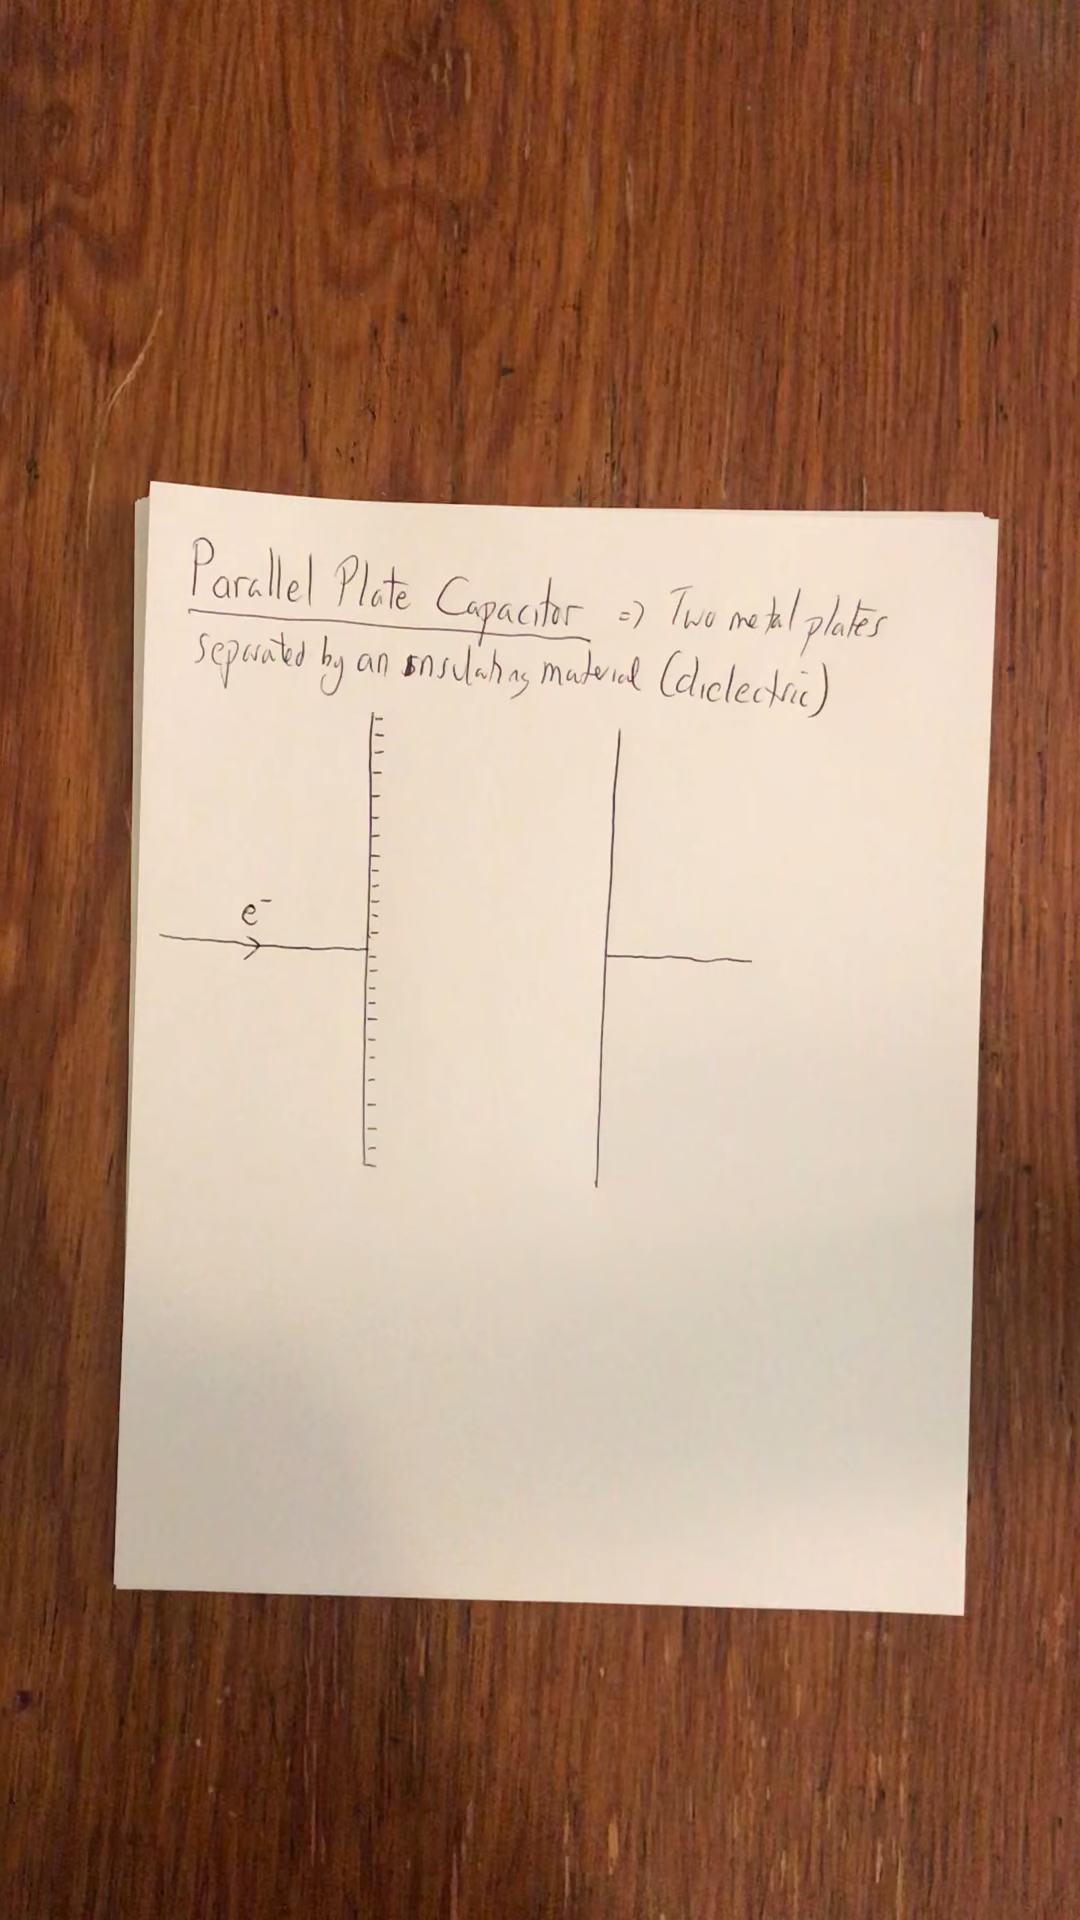 Parallel Plate Capacitor => Two metal plates
separated by an insulating material (dielectric)
e⁻